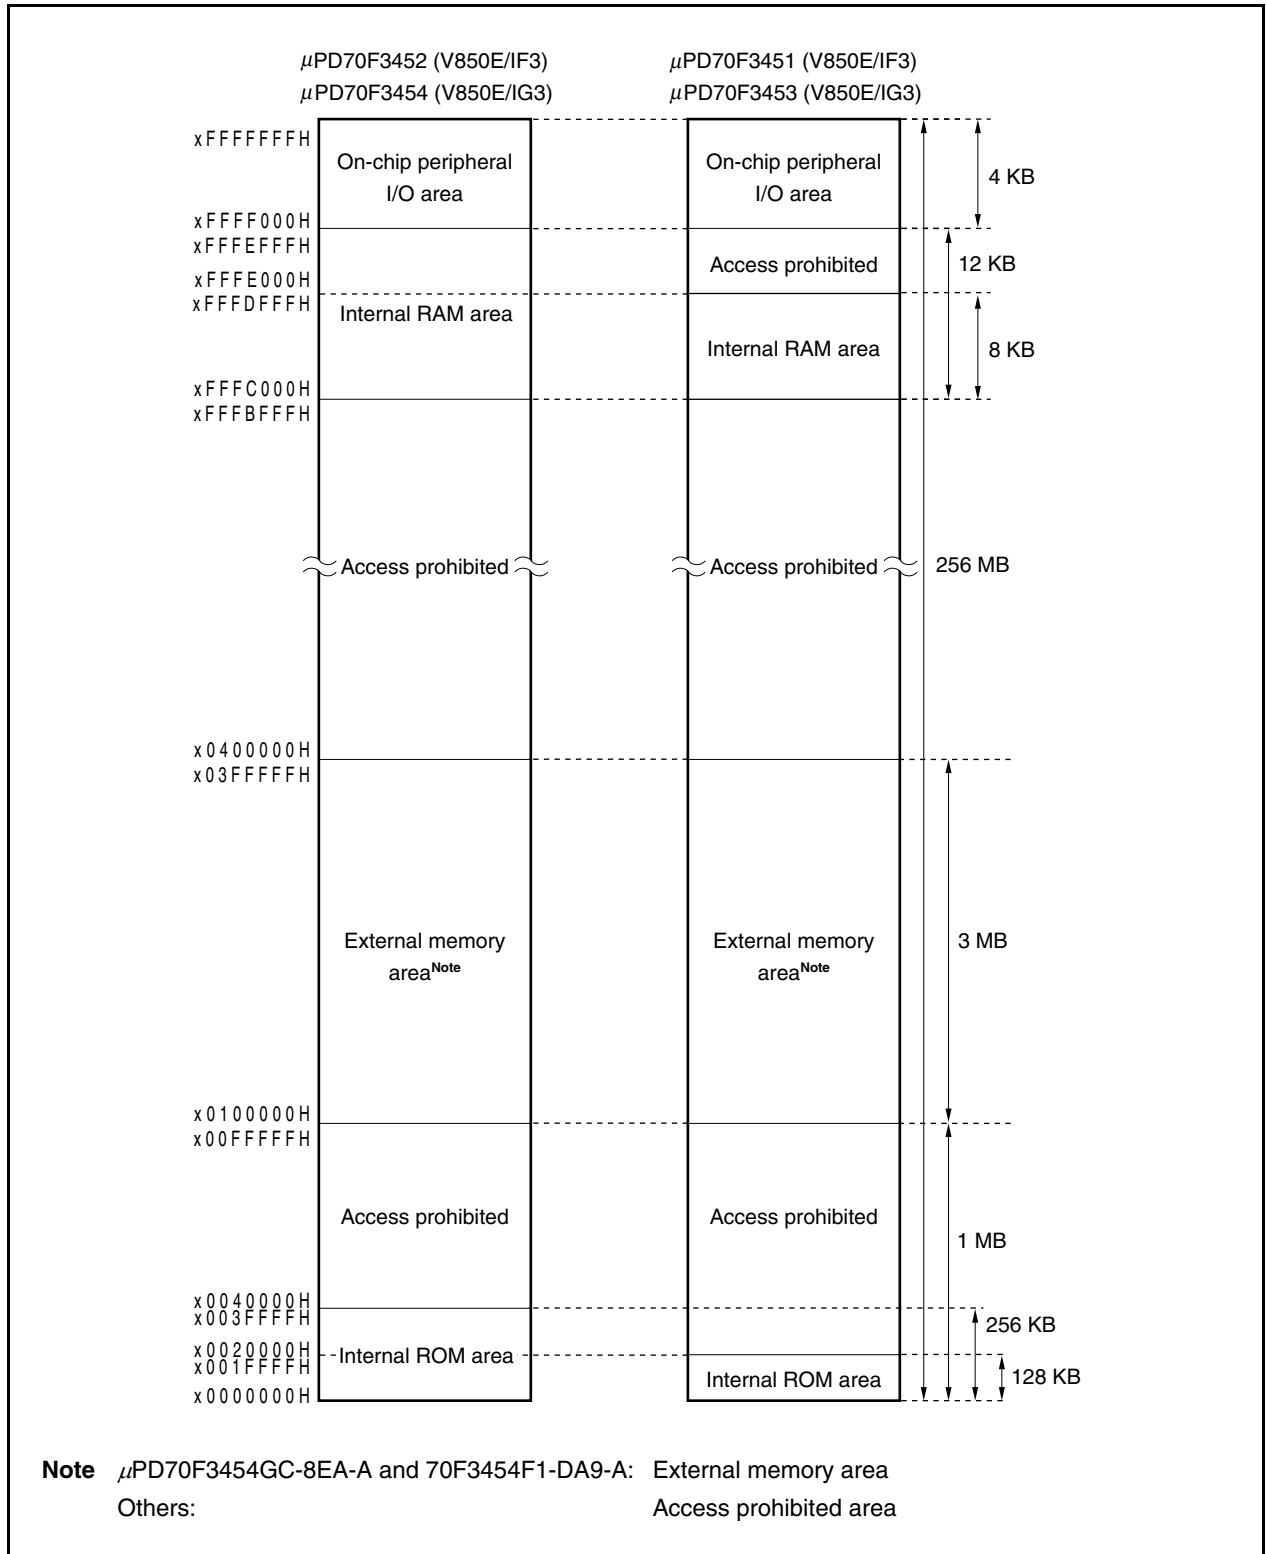 μPD70F3452 (V850E/IF3) μPD70F3451 (V850E/IF3)
μPD70F3454 (V850E/IG3) μPD70F3453 (V850E/IG3)
xFFFFFFFH
On-chip peripheral On-chip peripheral
I/O area I/O area
4 KB
xFFFF000H
xFFFEFFFH
Access prohibited 12 KB
xFFFE000H
xFFFDFFFH
Internal RAM area
Internal RAM area 8 KB
xFFFC000H
xFFFBFFFH
Access prohibited Access prohibited 256 MB
x0400000H
x03FFFFFH
External memory External memory 3 MB
areaNote areaNote
x0100000H
x00FFFFFH
Access prohibited Access prohibited
1 MB
x0040000H
x003FFFFH
256 KB
x0020000H
Internal ROM area
x001FFFFH
Internal ROM area 128 KB
x0000000H
Note μPD70F3454GC-8EA-A and 70F3454F1-DA9-A: External memory area
Others: Access prohibited area